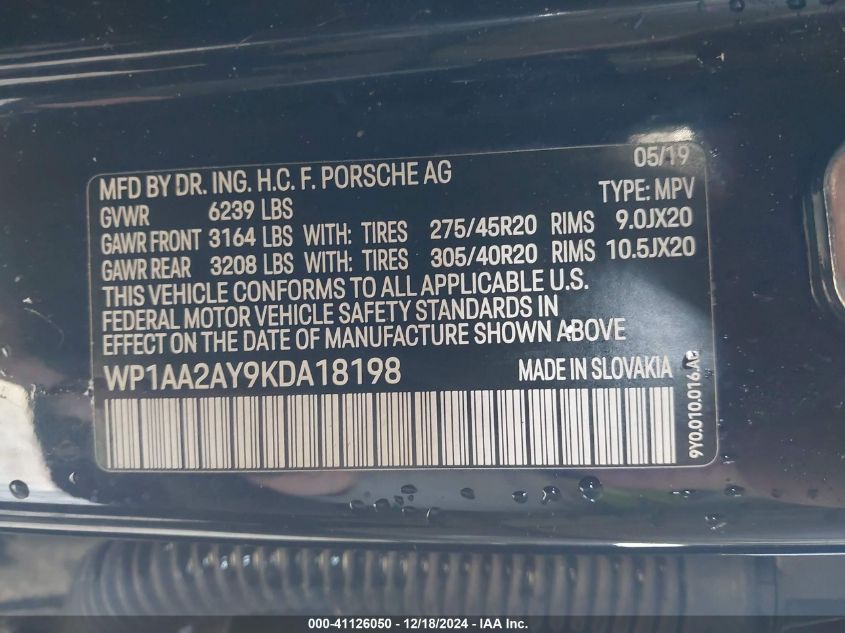 05/19
MFD BY DR. ING. H.C. F. PORSCHE AG
TYPE: MPV
GVWR 6239 LBS
GAWR FRONT 3164 LBS WITH: TIRES 275/45R20 RIMS 9.0JX20
GAWR REAR 3208 LBS WITH: TIRES 305/40R20 RIMS 10.5JX20
THIS VEHICLE CONFORMS TO ALL APPLICABLE U.S.
FEDERAL MOTOR VEHICLE SAFETY STANDARDS IN
EFFECT ON THE DATE OF MANUFACTURE SHOWN ABOVE
WP1AA2AY9KDA18198 MADE IN SLOVAKIA
9Y0.010.016.AC
000-41126050 - 12/18/2024 - IAA Inc.